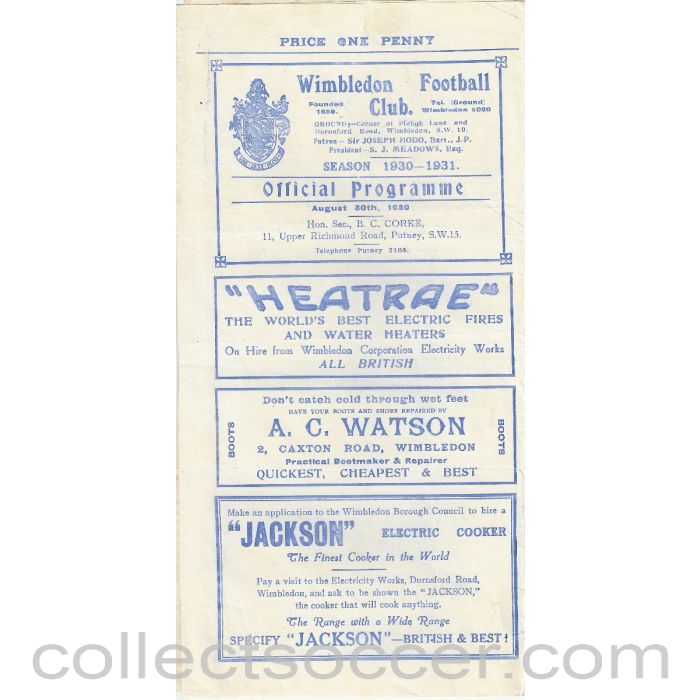 PRICE ONE PENNY
Wimbledon Football
Founded 1889. Club. Tel. (Ground) Wimbledon 5020
GROUND:—Corner of Plough Lane and
Durnsford Road, Wimbledon, S.W. 19.
Patron— Sir JOSEPH HODO, Bart., J.P.
President—S. J. MEADOWS, Esq.
SEASON 1930-1931.
Official Programme
August 30th, 1930
Hon. Sec., B. C. CORKE,
11, Upper Richmond Road, Putney, S.W.15.
Telephone Putney 2164.
"HEATRAE"
THE WORLD'S BEST ELECTRIC FIRES
AND WATER HEATERS
On Hire from Wimbledon Corporation Electricity Works
ALL BRITISH
Don't catch cold through wet feet
HAVE YOUR BOOTS AND SHOES REPAIRED BY
BOOTS
A. C. WATSON
BOOTS
2, CAXTON ROAD, WIMBLEDON
Practical Bootmaker & Repairer
QUICKEST, CHEAPEST & BEST
Make an application to the Wimbledon Borough Council to hire a
"JACKSON" ELECTRIC COOKER
The Finest Cooker in the World
Pay a visit to the Electricity Works, Durnsford Road,
Wimbledon, and ask to be shown the "JACKSON,"
the cooker that will cook anything.
The Range with a Wide Range
SPECIFY "JACKSON"—BRITISH & BEST!
collectsoccer.com